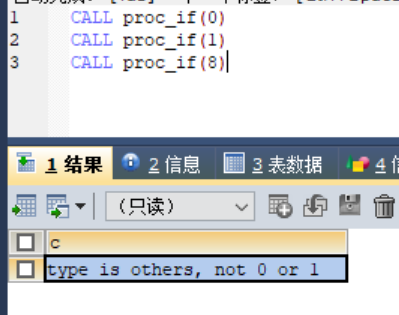 1 CALL proc_if(0)
2 CALL proc_if(1)
3 CALL proc_if(8)
1 结果 2 信息 3 表数据 4
（只读）
c
type is others, not 0 or 1